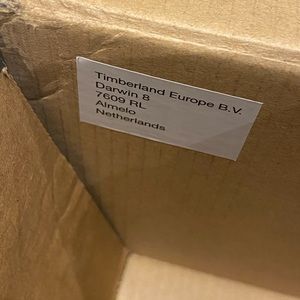 Timberland Europe B.V.
Darwin 8
7609 RL
Almelo
Netherlands